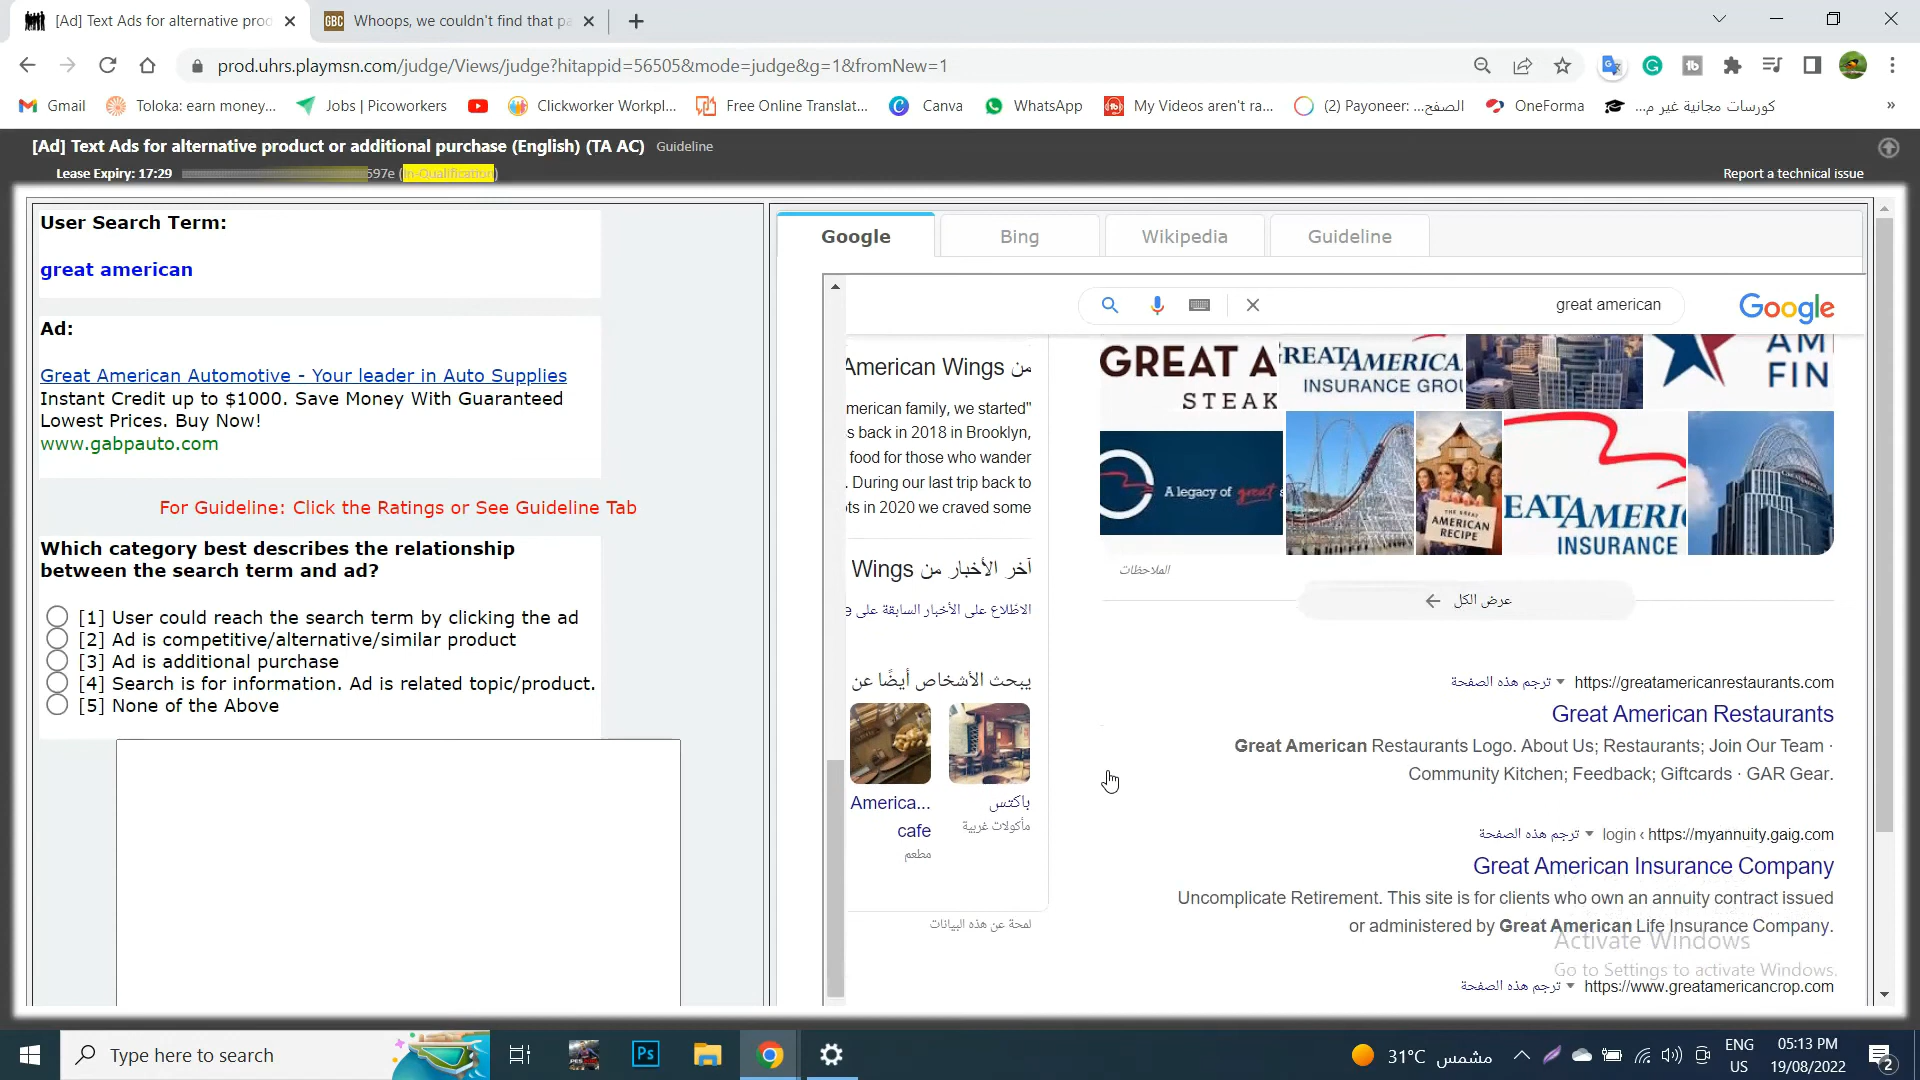 [Ad] Text Ads for alternative prod
Whoops, we couldn't find that pa
prod.uhrs.playmsn.com/judge/Views/judge?hitappid=56505&mode=judge&g=1&fromNew=1
Gmail
Toloka: earn money...
Jobs | Picoworkers
Clickworker Workpl...
Free Online Translat...
Canva
WhatsApp
My Videos aren't ra...
(2) Payoneer: ...الصفح
OneForma
كورسات مجانية غير م...
»
[Ad] Text Ads for alternative product or additional purchase (English) (TA AC) Guideline
Lease Expiry: 17:29
597e (In-Qualification)
Report a technical issue
User Search Term:
great american
Ad:
Great American Automotive - Your leader in Auto Supplies
Instant Credit up to $1000. Save Money With Guaranteed
Lowest Prices. Buy Now!
www.gabpauto.com
For Guideline: Click the Ratings or See Guideline Tab
Which category best describes the relationship
between the search term and ad?
[1] User could reach the search term by clicking the ad
[2] Ad is competitive/alternative/similar product
[3] Ad is additional purchase
[4] Search is for information. Ad is related topic/product.
[5] None of the Above
Google
Bing
Wikipedia
Guideline
great american
Google
من American Wings
merican family, we started"
s back in 2018 in Brooklyn,
food for those who wander
. During our last trip back to
ts in 2020 we craved some
آخر الأخبار من Wings
الاطّلاع على الأخبار السابقة على e
يبحث الأشخاص أيضًا عن
America...
cafe
مطعم
باكتس
مأكولات غربية
لمحة عن هذه البيانات
GREAT A
STEAK
GREAT AMERICA
INSURANCE GROU
AM
FIN
A legacy of great
THE GREAT
AMERICAN
RECIPE
EATAMERI
INSURANCE
الملاحظات
عرض الكل
https://greatamericanrestaurants.com
ترجم هذه الصفحة
Great American Restaurants
Great American Restaurants Logo. About Us; Restaurants; Join Our Team ·
Community Kitchen; Feedback; Giftcards · GAR Gear.
https://myannuity.gaig.com › login
ترجم هذه الصفحة
Great American Insurance Company
Uncomplicate Retirement. This site is for clients who own an annuity contract issued
or administered by Great American Life Insurance Company.
https://www.greatamericancrop.com
ترجم هذه الصفحة
Activate Windows
Go to Settings to activate Windows.
Type here to search
Ps
31°C مشمس
ENG
US
05:13 PM
19/08/2022
2